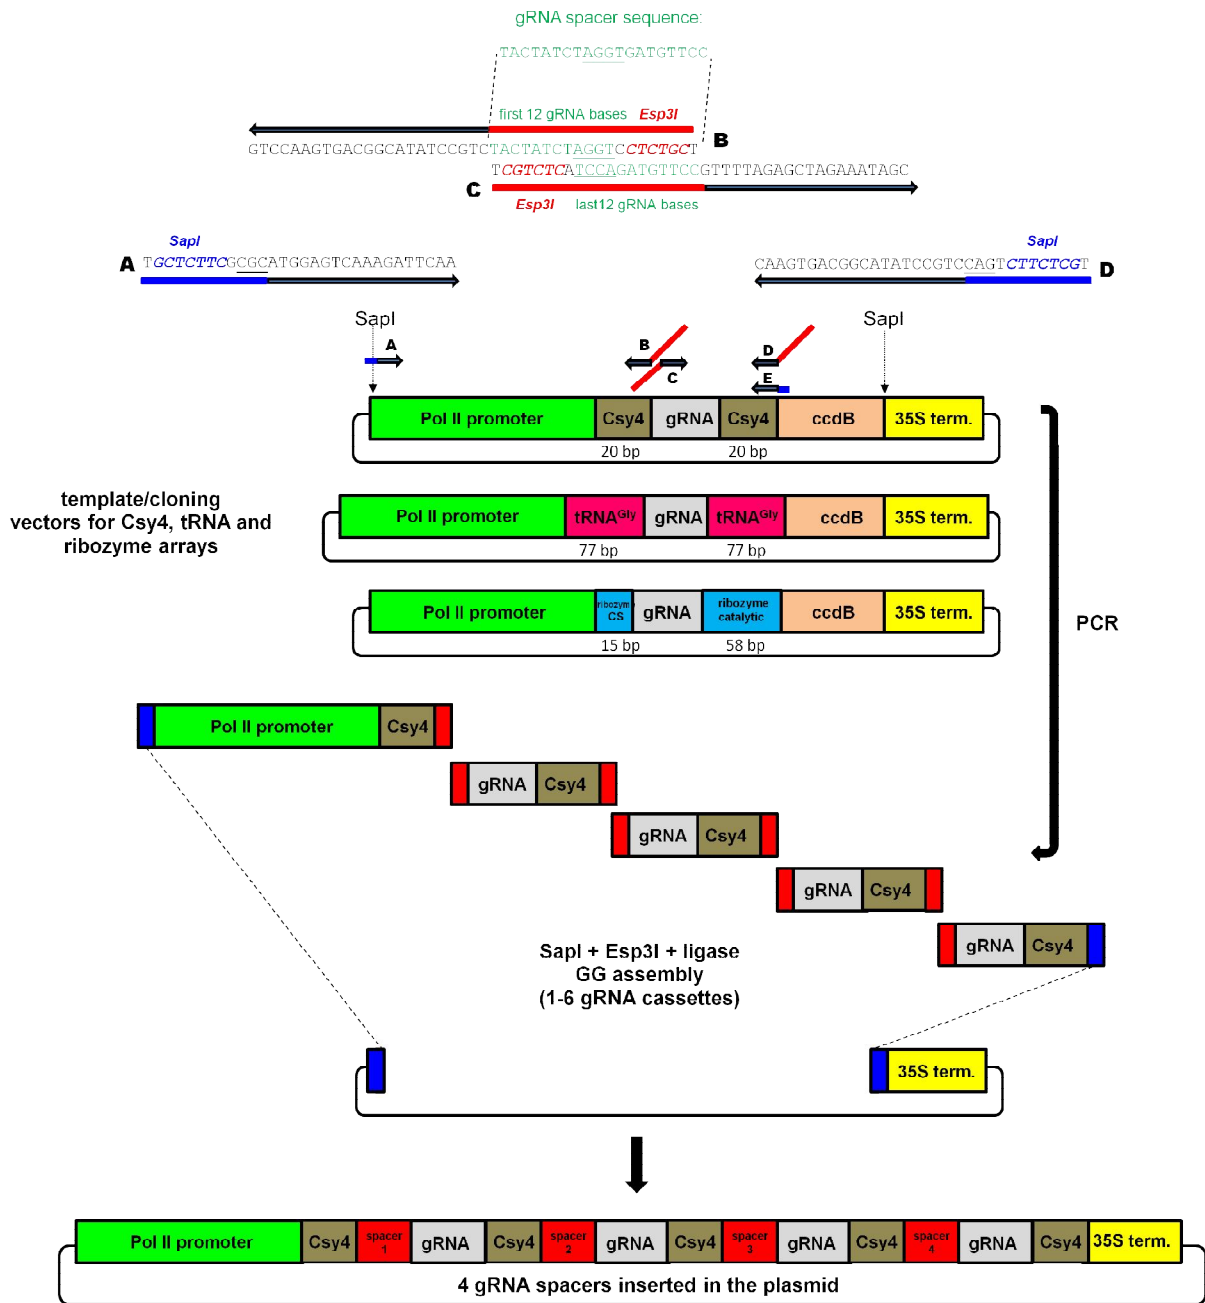 gRNA spacer sequence:
TACTATCTAGGTGATGTTCC
first 12 gRNA bases Esp3I
GTCCAAGTGACGGCATATCCGTCTACTATCTAGGTCCTCTGCT
B
TCGTCTCATCCAGATGTTCCGTTTTAGAGCTAGAAATAGC
C
Esp3I last12 gRNA bases
SapI
SapI
A TGCTCTTCGCGCATGGAGTCAAAGATTCAA
CAAGTGACGGCATATCCGTCCAGTCTTCTCGT D
SapI
SapI
A
B
C
D
E
Pol II promoter Csy4 gRNA Csy4 ccdB 35S term.
20 bp 20 bp
template/cloning
vectors for Csy4, tRNA and
ribozyme arrays
Pol II promoter tRNAGly gRNA tRNAGly ccdB 35S term.
77 bp 77 bp
Pol II promoter ribozyme CS gRNA ribozyme catalytic ccdB 35S term.
15 bp 58 bp
PCR
Pol II promoter Csy4
gRNA Csy4
gRNA Csy4
gRNA Csy4
gRNA Csy4
SapI + Esp3I + ligase
GG assembly
(1-6 gRNA cassettes)
35S term.
Pol II promoter Csy4 spacer 1 gRNA Csy4 spacer 2 gRNA Csy4 spacer 3 gRNA Csy4 spacer 4 gRNA Csy4 35S term.
4 gRNA spacers inserted in the plasmid